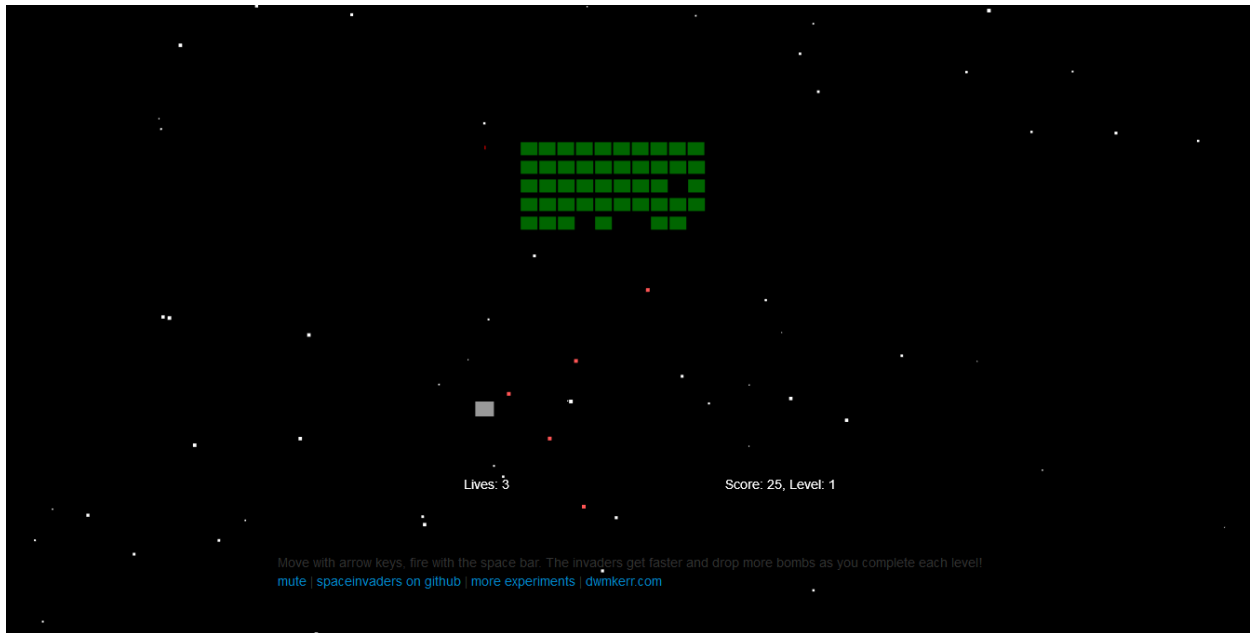 Lives: 3 Score: 25, Level: 1
Move with arrow keys, fire with the space bar. The invaders get faster and drop more bombs as you complete each level!
mute | spaceinvaders on github | more experiments | dwmkerr.com